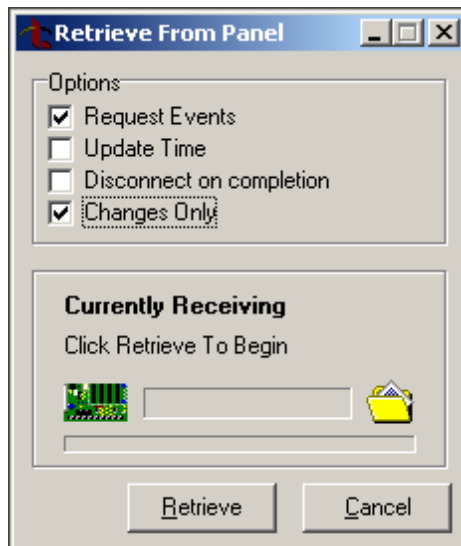 Retrieve From Panel
Options
Request Events
Update Time
Disconnect on completion
Changes Only
Currently Receiving
Click Retrieve To Begin
Retrieve Cancel